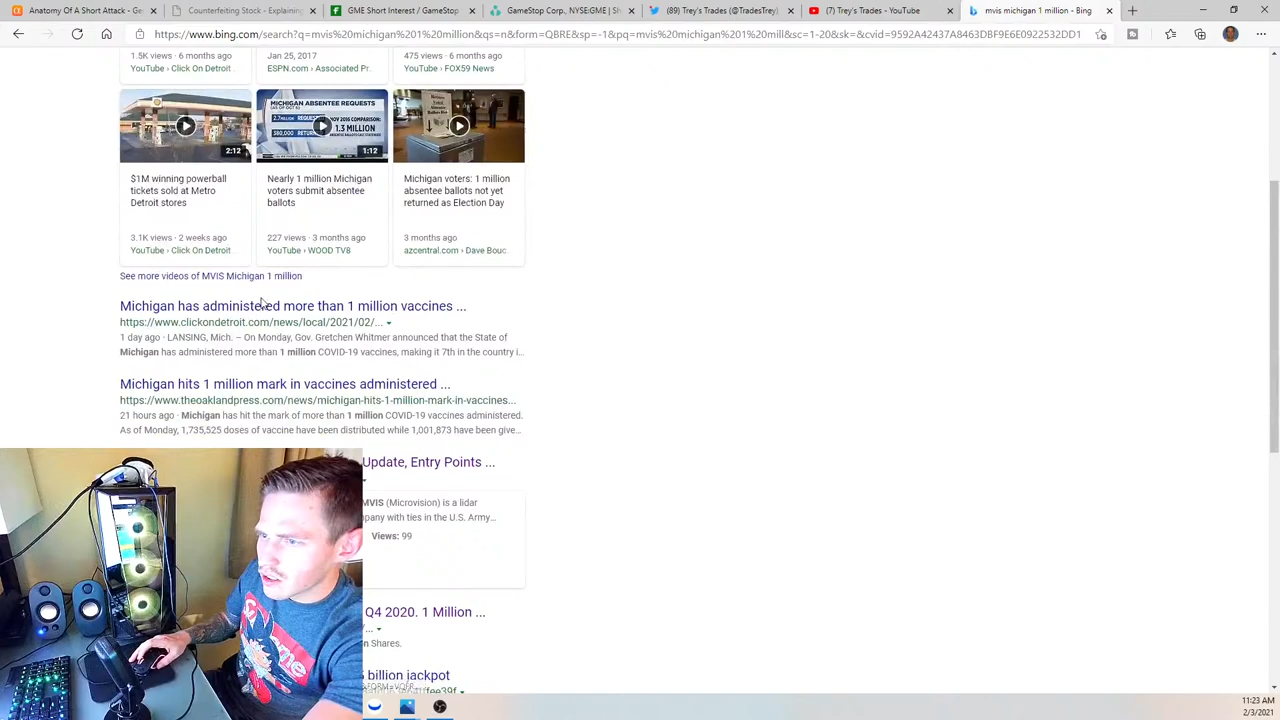 Anatomy Of A Short Attack
Citadel Has No Clothes
GameStop Short Interest
GameStop Corp., NYSE:GME | Sh
(89) Trey's Trades (@TradesTrey)
(7) Trey's Trades - YouTube
mvis michigan 1 million - Bing
https://www.bing.com/search?q=mvis%20michigan%201%20million&qs=n&form=QBRE&sp=-1&pq=mvis%20michigan%201%20mill&sc=1-20&sk=&cvid=9592A42437A8463DBF9E6E0922532DD1
1.5K views · 6 months ago
YouTube › Click On Detroit
Jan 25, 2017
ESPN.com › Associated Pr.
475 views · 6 months ago
YouTube › FOX59 News
MICHIGAN ABSENTEE REQUESTS
2.7 MILLION
NOV 2016 COMPARISON:
380,000
1.3 MILLION
2:12
1:12
$1M winning powerball
tickets sold at Metro
Detroit stores
3.1K views · 2 weeks ago
YouTube › Click On Detroit
Nearly 1 million Michigan
voters submit absentee
ballots
227 views · 3 months ago
YouTube › WOOD TV8
Michigan voters: 1 million
absentee ballots not yet
returned as Election Day
3 months ago
azcentral.com › Dave Bouc.
See more videos of MVIS Michigan 1 million
Michigan has administered more than 1 million vaccines ...
https://www.clickondetroit.com/news/local/2021/02/...
1 day ago · LANSING, Mich. – On Monday, Gov. Gretchen Whitmer announced that the State of
Michigan has administered more than 1 million COVID-19 vaccines, making it 7th in the country i...
Michigan hits 1 million mark in vaccines administered ...
https://www.theoaklandpress.com/news/michigan-hits-1-million-mark-in-vaccines...
21 hours ago · Michigan has hit the mark of more than 1 million COVID-19 vaccines administered.
As of Monday, 1,735,525 doses of vaccine have been distributed while 1,001,873 have been give...
Update, Entry Points ...
MVIS (Microvision) is a lidar
pany with ties in the U.S. Army...
Views: 99
Q4 2020. 1 Million ...
/...
n Shares.
billion jackpot
11:23 AM
2/3/2021